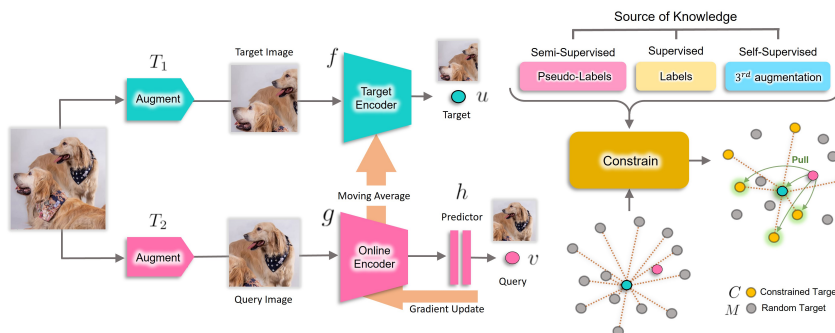 Source of Knowledge
Semi-Supervised
Supervised
Self-Supervised
Pseudo-Labels
Labels
3rd augmentation
T1
Target Image
f
Augment
Target
Encoder
u
Target
Constrain
Pull
Moving Average
h
T2
g
Predictor
Augment
Online
Encoder
v
Query
Query Image
Gradient Update
C Constrained Target
M Random Target